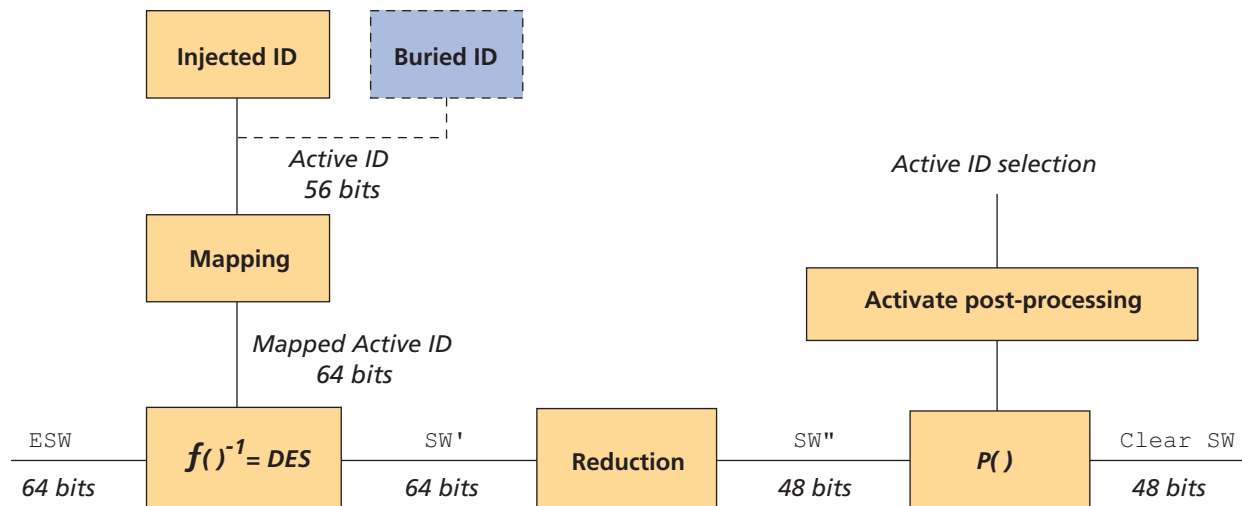 Injected ID
Buried ID
Active ID
56 bits
Active ID selection
Mapping
Activate post-processing
Mapped Active ID
64 bits
ESW
64 bits
f()-1= DES
SW'
64 bits
Reduction
SW"
48 bits
P( )
Clear SW
48 bits